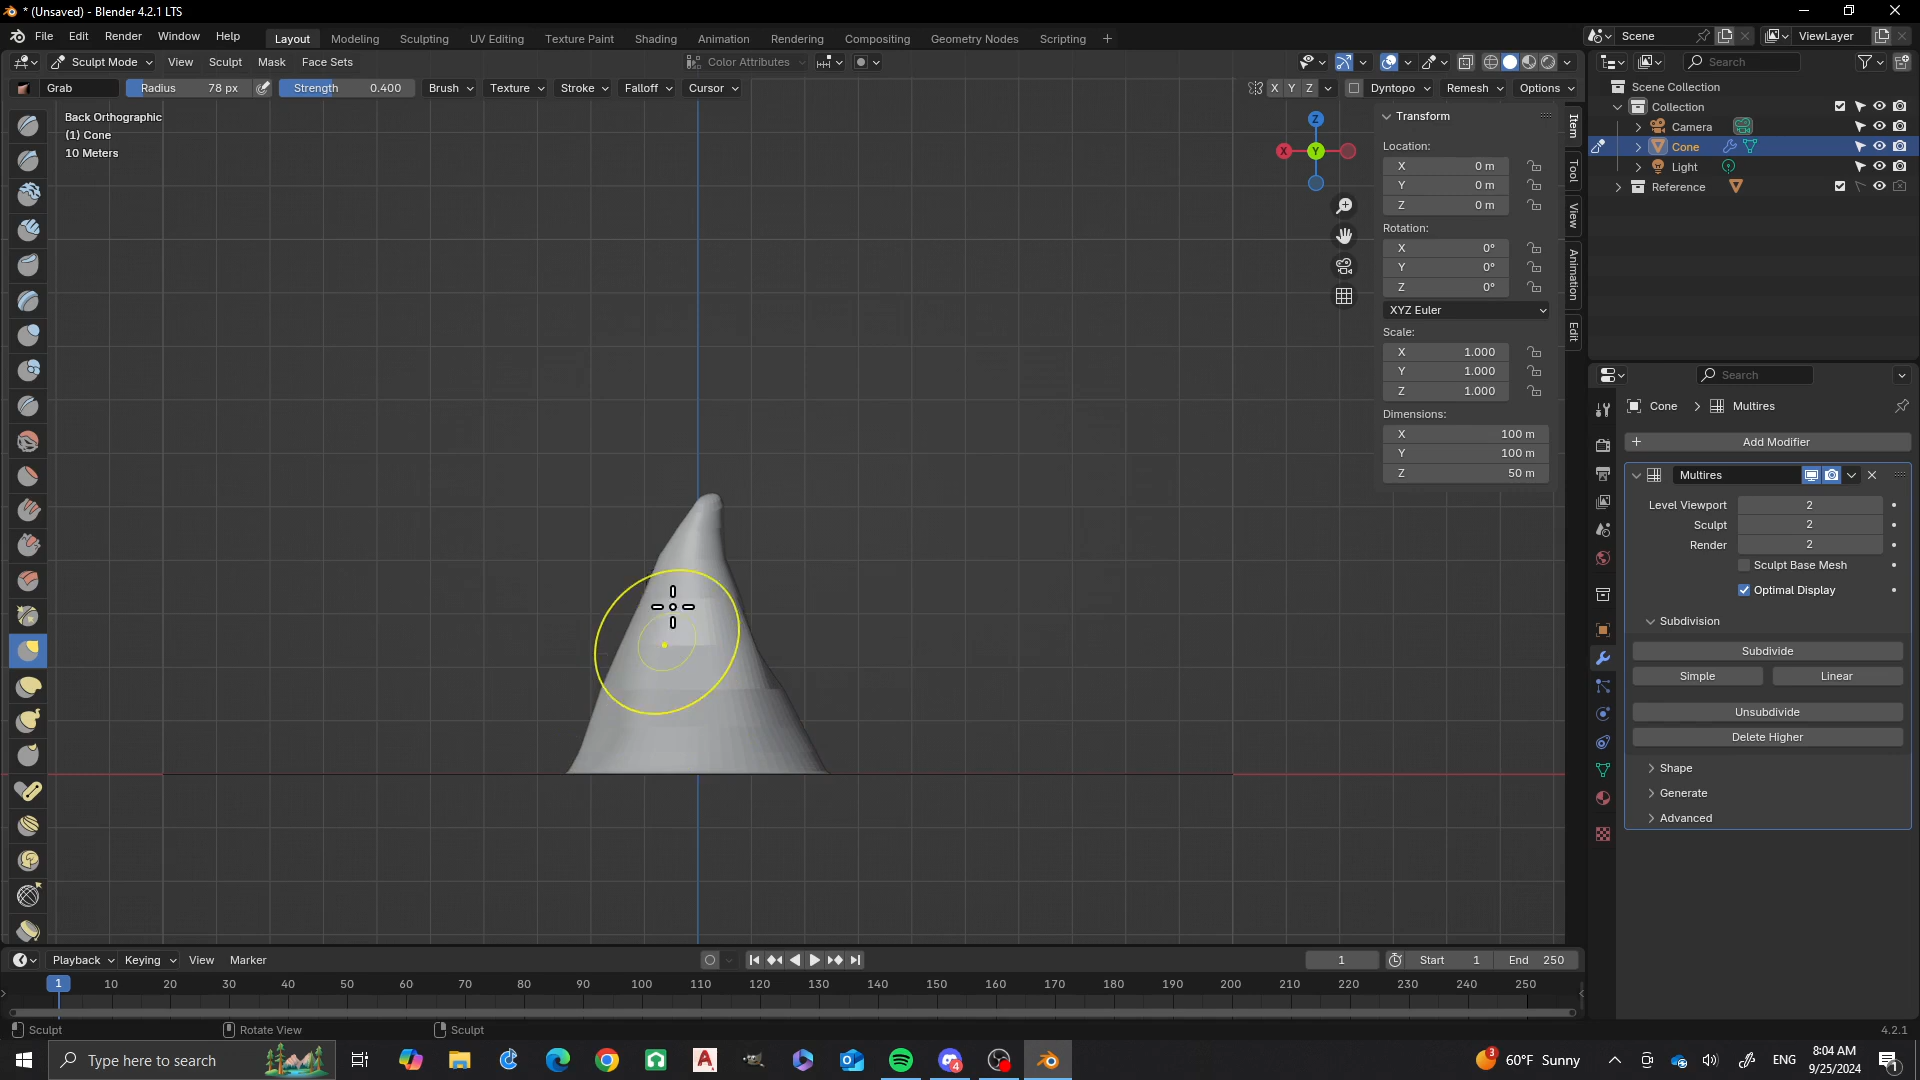 * (Unsaved) - Blender 4.2.1 LTS
File Edit Render Window Help Layout Modeling Sculpting UV Editing Texture Paint Shading Animation Rendering Compositing Geometry Nodes Scripting + Scene ViewLayer
Sculpt Mode View Sculpt Mask Face Sets Color Attributes Search
Grab Radius 78 px Strength 0.400 Brush Texture Stroke Falloff Cursor X Y Z Dyntopo Remesh Options
Scene Collection
Collection
Camera
Cone
Light
Reference
Back Orthographic
(1) Cone
10 Meters
Z
X Y
Transform
Location:
X 0 m
Y 0 m
Z 0 m
Rotation:
X 0°
Y 0°
Z 0°
XYZ Euler
Scale:
X 1.000
Y 1.000
Z 1.000
Dimensions:
X 100 m
Y 100 m
Z 50 m
Item
Tool
View
Animation
Edit
Search
Cone > Multires
+ Add Modifier
Multires
Level Viewport 2
Sculpt 2
Render 2
Sculpt Base Mesh
Optimal Display
Subdivision
Subdivide
Simple Linear
Unsubdivide
Delete Higher
Shape
Generate
Advanced
Playback Keying View Marker 1 Start 1 End 250
1 10 20 30 40 50 60 70 80 90 100 110 120 130 140 150 160 170 180 190 200 210 220 230 240 250
Sculpt Rotate View Sculpt 4.2.1
Type here to search A 4 3 60°F Sunny ENG 8:04 AM 1
9/25/2024